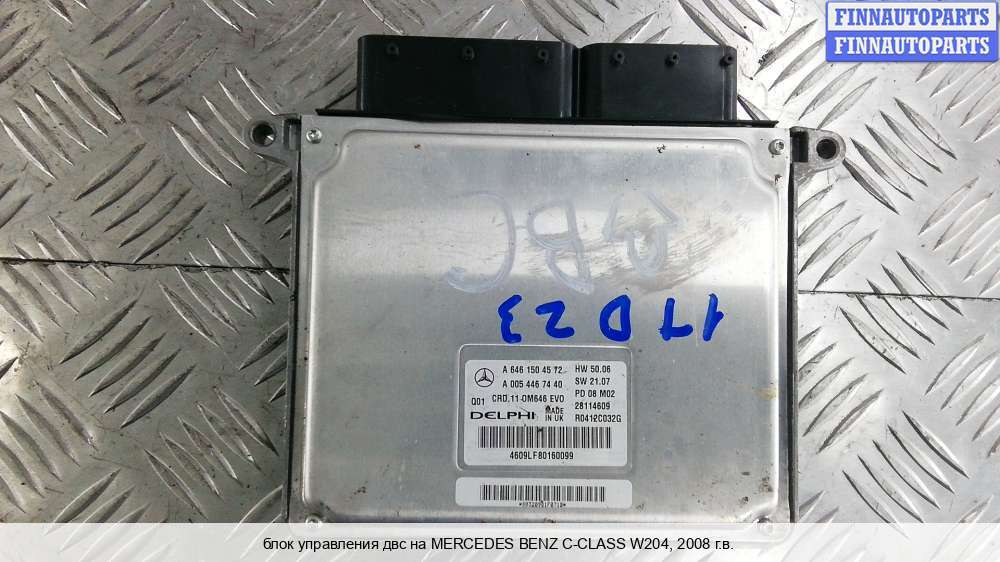 FINNAUTOPARTS
FINNAUTOPARTS
1TD23
A 646 150 45 72 HW 50.06
A 005 446 74 40 SW 21.07
Q01 CRD.11 OM646 EVO PD 08 M02
DELPHI MADE IN UK 28114609
R0412C032G
4609LF80160099
блок управления двс на MERCEDES BENZ C-CLASS W204, 2008 г.в.